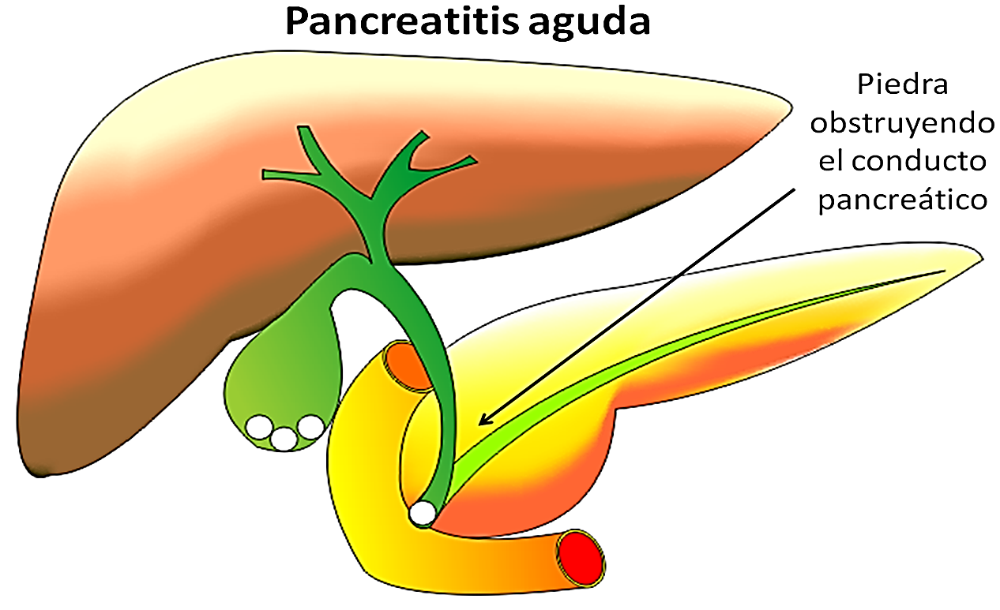 Pancreatitis aguda
Piedra
obstruyendo
el conducto
pancreático